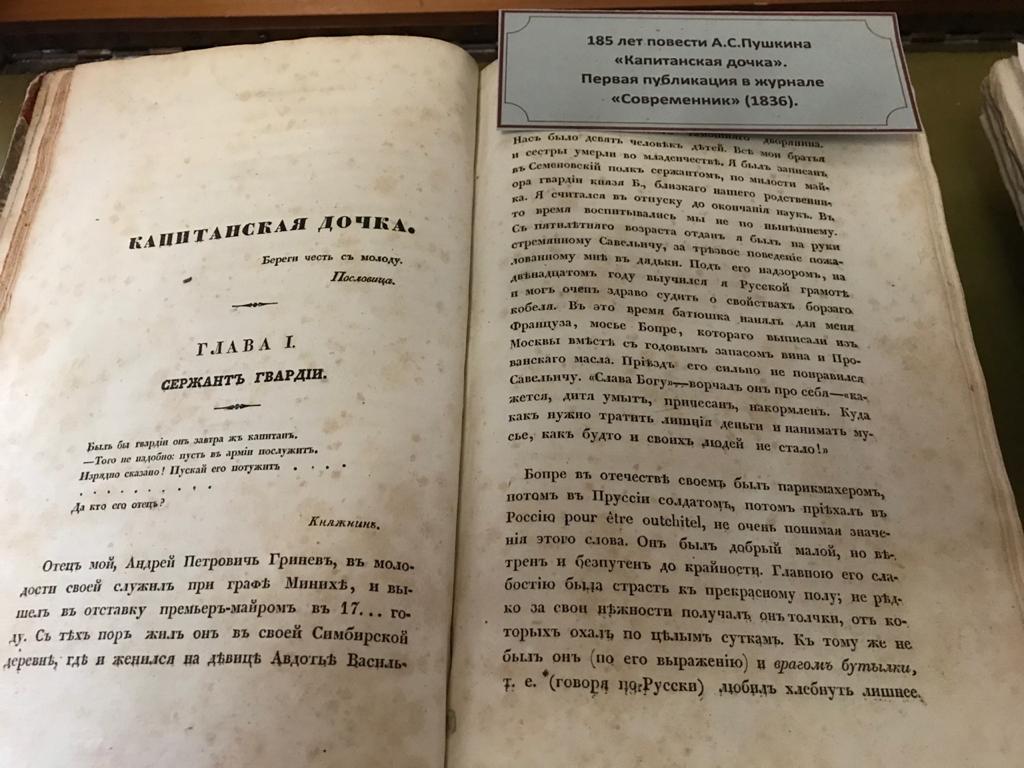 КАПИТАНСКАЯ ДОЧКА.
Береги честь съ молоду.
Пословица.
ГЛАВА I.
СЕРЖАНТЪ ГВАРДІИ.
Былъ бы гвардіи онъ завтра жъ капитанъ.
—Того не надобно: пусть въ арміи послужитъ.
Изрядно сказано! Пускай его потужитъ . . . .
. . . . . . . . . .
Да кто его отецъ?
Княжнинъ.
Отецъ мой, Андрей Петровичь Гриневъ, въ моло-
дости своей служилъ при графѣ Минихѣ, и вы-
шелъ въ отставку премьеръ-майромъ въ 17... го-
ду. Съ тѣхъ поръ жилъ онъ въ своей Симбирской
деревнѣ, гдѣ и женился на дѣвицѣ Авдотьѣ Василь-
185 лет повести А.С.Пушкина
«Капитанская дочка».
Первая публикация в журнале
«Современник» (1836).
дворянина.
Насъ было девять человѣкъ дѣтей. Всѣ мои братья
и сестры умерли во младенчествѣ. Я былъ записанъ
въ Семеновскій полкъ сержантомъ, по милости май-
ора гвардіи князя Б., близкаго нашего родственни-
ка. Я считался въ отпуску до окончанія наукъ. Въ
то время воспитывались мы не по нынѣшнему.
Съ пятилѣтняго возраста отданъ я былъ на руки
стремянному Савельичу, за трезвое поведеніе пожа-
лованному мнѣ въ дядьки. Подъ его надзоромъ, на
двѣнадцатомъ году выучился я Русской грамотѣ
и могъ очень здраво судить о свойствахъ борзаго
кобеля. Въ это время батюшка нанялъ для меня
Француза, мосье Бопре, котораго выписали изъ
Москвы вмѣстѣ съ годовымъ запасомъ вина и Про-
ванскаго масла. Пріѣздъ его сильно не понравился
Савельичу. «Слава Богу»—ворчалъ онъ про себя—«ка-
жется, дитя умытъ, причесанъ, накормленъ. Куда
какъ нужно тратить лишнія деньги и нанимать му-
сье, какъ будто и своихъ людей не стало!»
Бопре въ отечествѣ своемъ былъ парикмахеромъ,
потомъ въ Пруссіи солдатомъ, потомъ пріѣхалъ въ
Россію pour être outchitel, не очень понимая значе-
нія этого слова. Онъ былъ добрый малой, но вѣ-
тренъ и безпутенъ до крайности. Главною его сла-
бостію была страсть къ прекрасному полу; не рѣд-
ко за свои нѣжности получалъ онъ толчки, отъ ко-
торыхъ охалъ по цѣлымъ суткамъ. Къ тому же не
былъ онъ (по его выраженію) и врагомъ бутылки,
т. е. (говоря по Русски) любилъ хлебнуть лишнее.